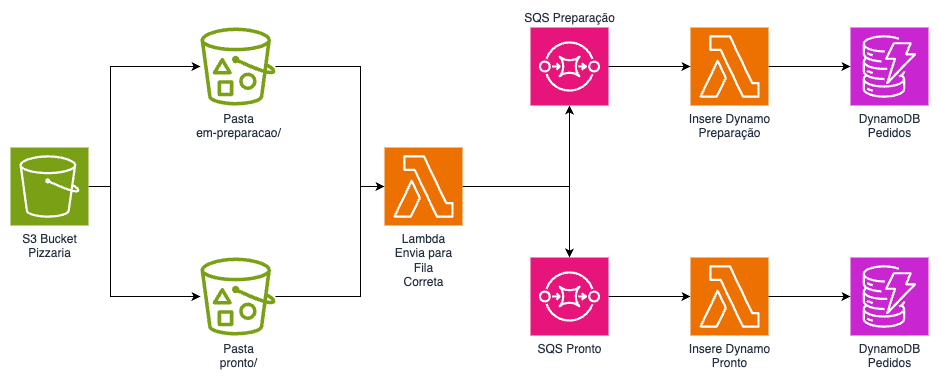 SQS Preparação
Pasta
em-preparacao/
Insere Dynamo
Preparação
DynamoDB
Pedidos
S3 Bucket
Pizzaria
Lambda
Envia para
Fila
Correta
Pasta
pronto/
SQS Pronto
Insere Dynamo
Pronto
DynamoDB
Pedidos